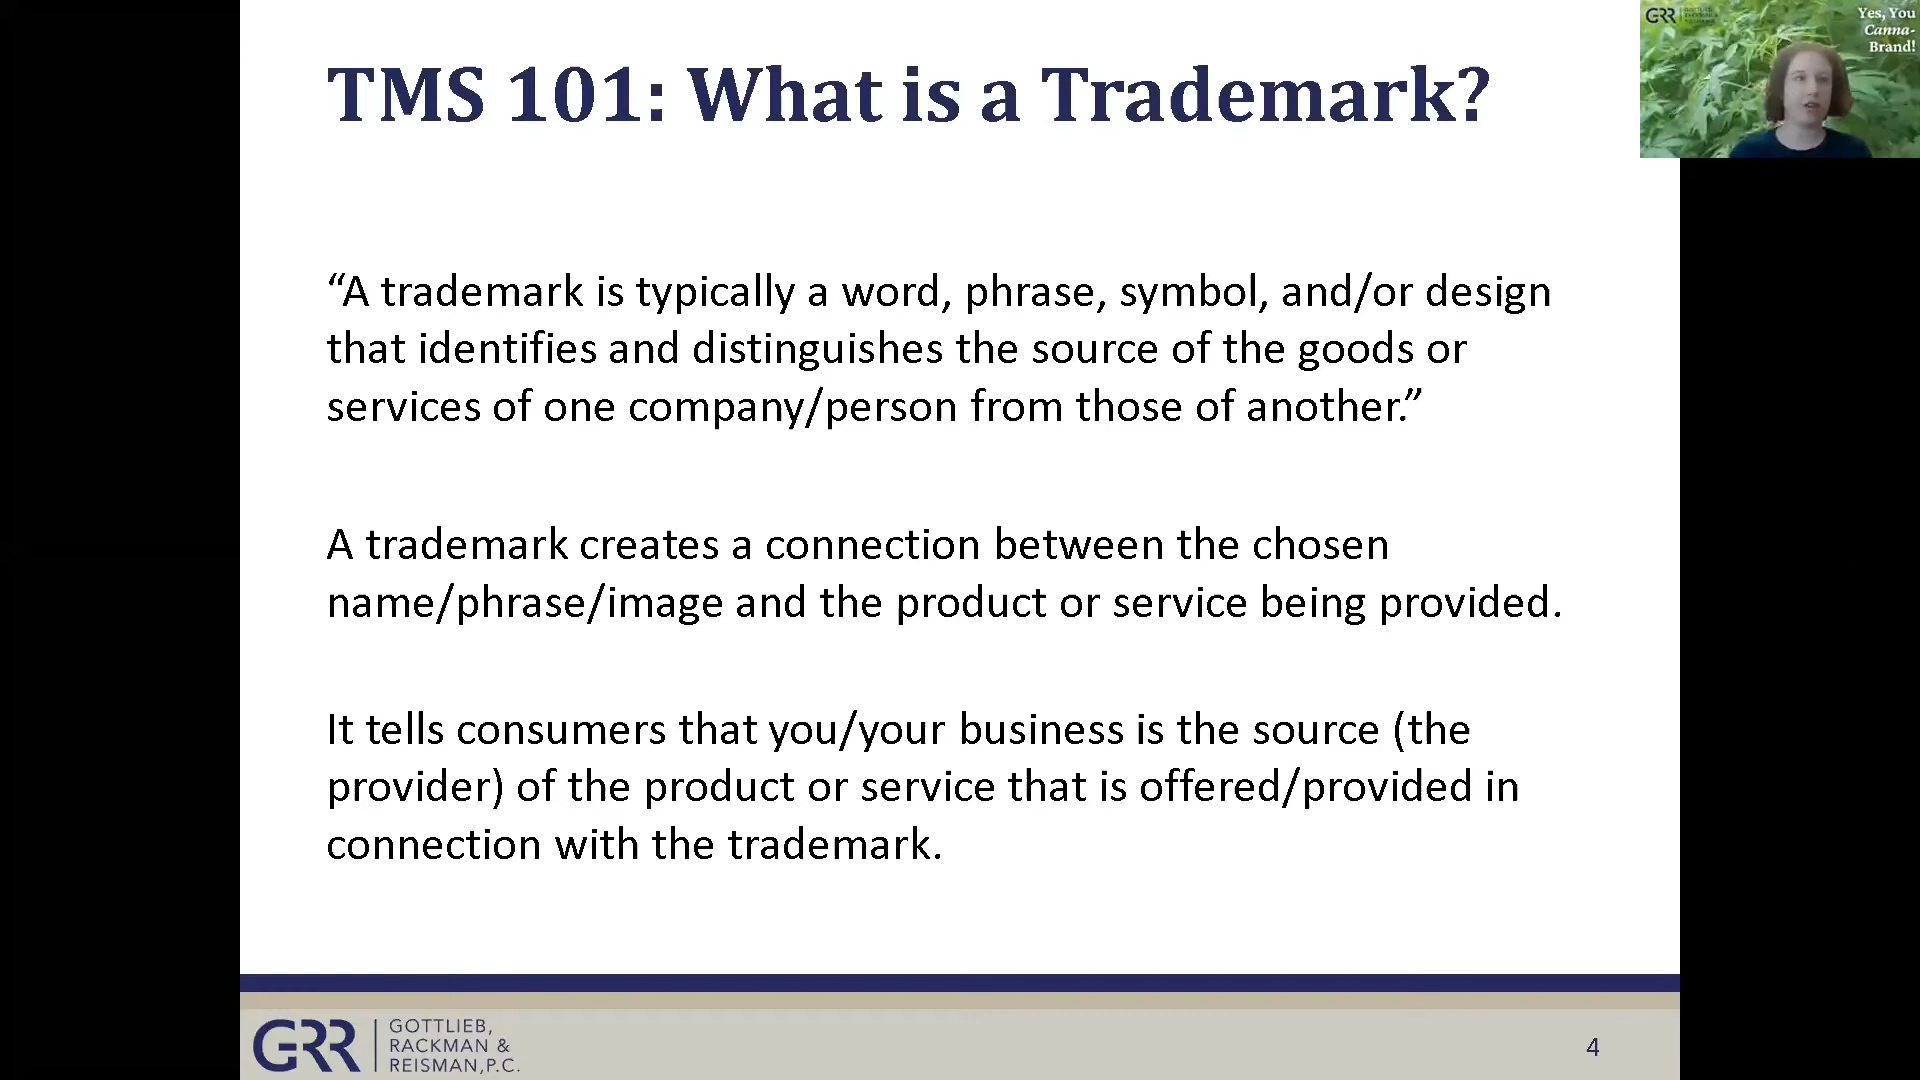 TMS 101: What is a Trademark?
“A trademark is typically a word, phrase, symbol, and/or design
that identifies and distinguishes the source of the goods or
services of one company/person from those of another.”
A trademark creates a connection between the chosen
name/phrase/image and the product or service being provided.
It tells consumers that you/your business is the source (the
provider) of the product or service that is offered/provided in
connection with the trademark.
GRR
GOTTLIEB,
RACKMAN &
REISMAN, P.C.
4
GRR
Yes, You
Canna-
Brand!